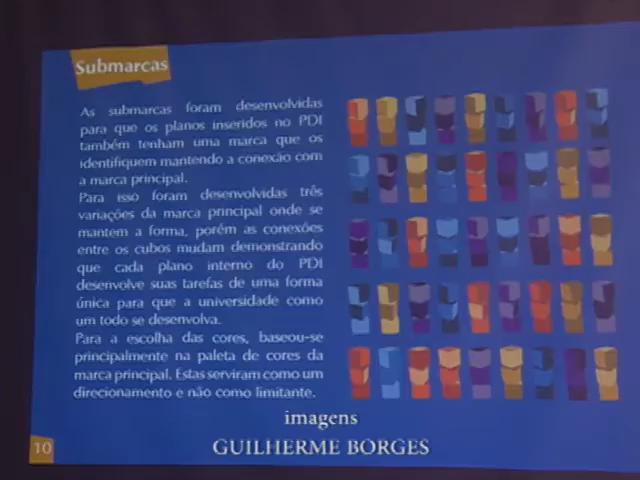 Submarcas
As submarcas foram desenvolvidas
para que os planos inseridos no PDI
também tenham uma marca que os
identifiquem mantendo a conexão com
a marca principal.
Para isso foram desenvolvidas três
variações da marca principal onde se
mantem a forma, porém as conexões
entre os cubos mudam demonstrando
que cada plano interno do PDI
desenvolve suas tarefas de uma forma
única para que a universidade como
um todo se desenvolva.
Para a escolha das cores, baseou-se
principalmente na paleta de cores da
marca principal. Estas serviram como um
direcionamento e não como limitante.
imagens
GUILHERME BORGES
10